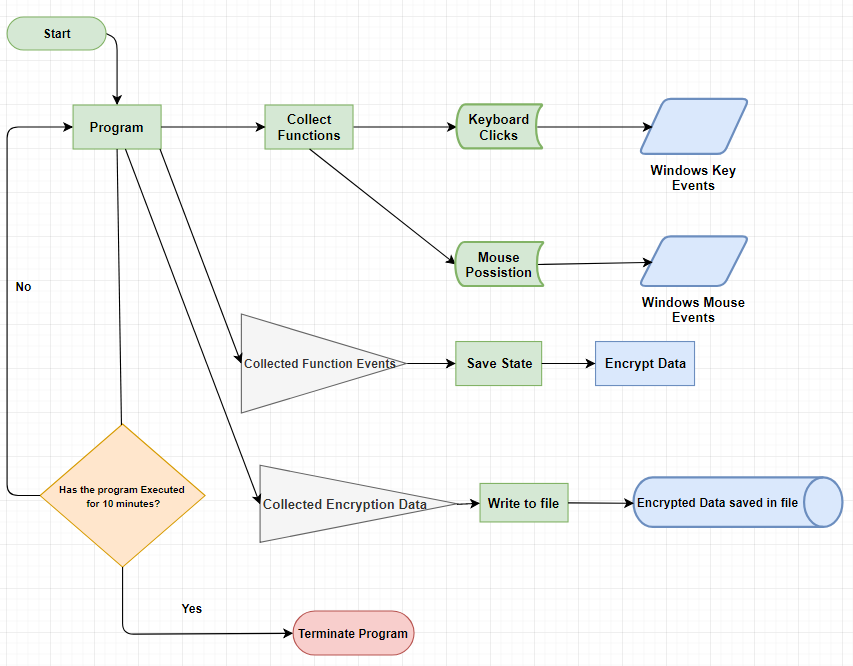 Start
Program
Collect
Functions
Keyboard
Clicks
Windows Key
Events
Mouse
Possistion
Windows Mouse
Events
No
Collected Function Events
Save State
Encrypt Data
Has the program Executed
for 10 minutes?
Collected Encryption Data
Write to file
Encrypted Data saved in file
Yes
Terminate Program